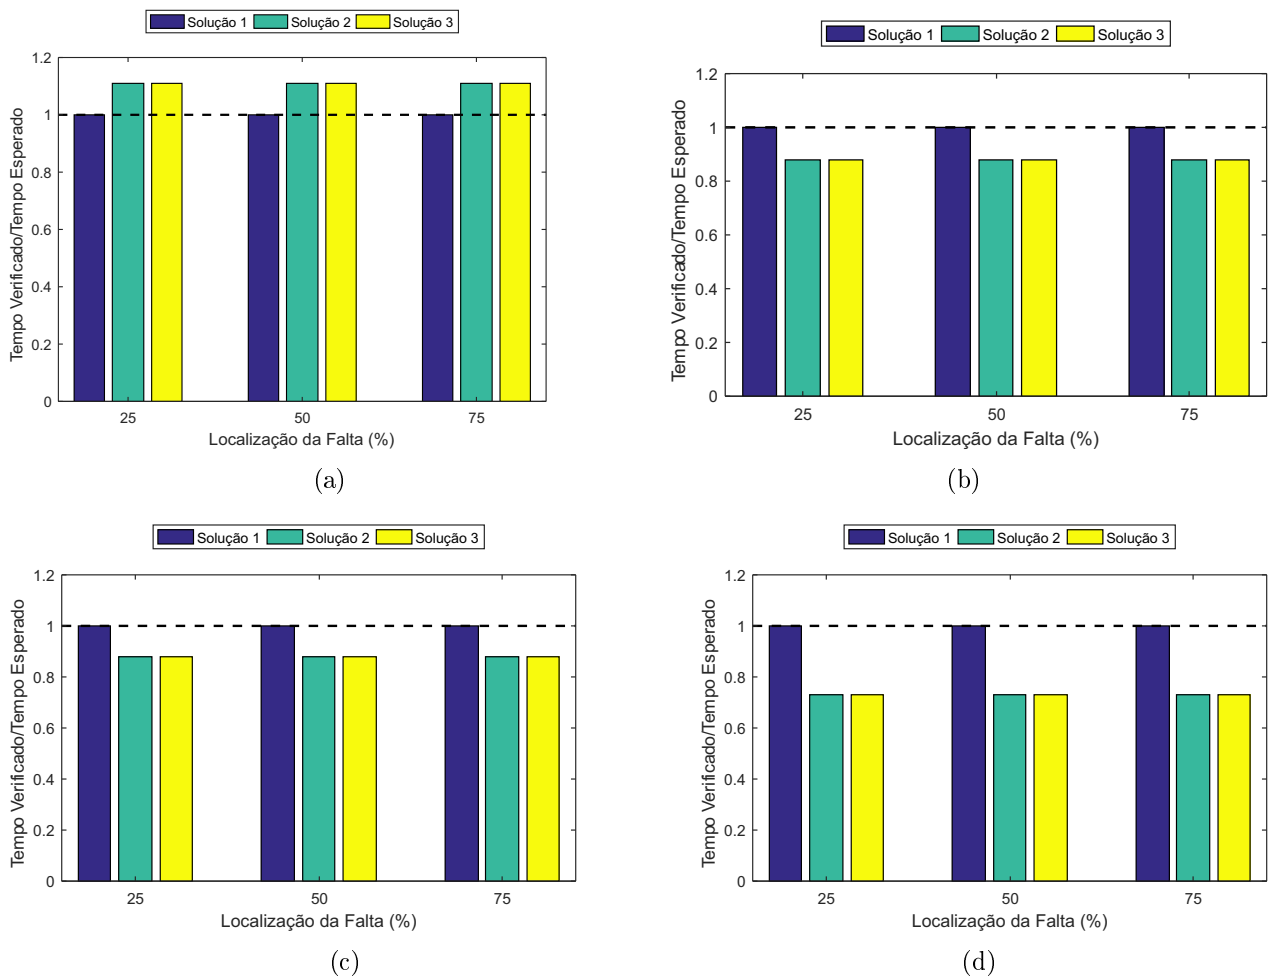 Solução 1 Solução 2 Solução 3
Tempo Verificado/Tempo Esperado
1.2
1
0.8
0.6
0.4
0.2
0
25 50 75
Localização da Falta (%)
(a)
Solução 1 Solução 2 Solução 3
Tempo Verificado/Tempo Esperado
1.2
1
0.8
0.6
0.4
0.2
0
25 50 75
Localização da Falta (%)
(b)
Solução 1 Solução 2 Solução 3
Tempo Verificado/Tempo Esperado
1.2
1
0.8
0.6
0.4
0.2
0
25 50 75
Localização da Falta (%)
(c)
Solução 1 Solução 2 Solução 3
Tempo Verificado/Tempo Esperado
1.2
1
0.8
0.6
0.4
0.2
0
25 50 75
Localização da Falta (%)
(d)